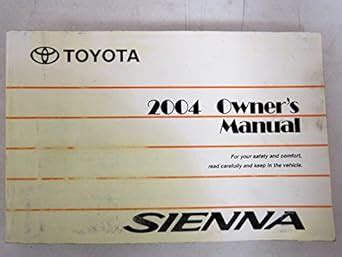 TOYOTA
2004 Owner's
Manual
For your safety and comfort,
read carefully and keep in the vehicle.
SIENNA